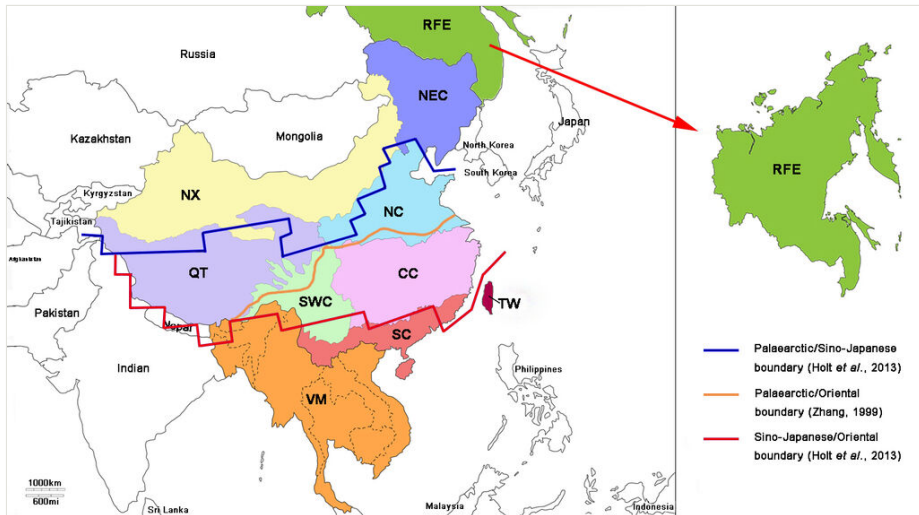 RFE
Russia
NEC
Japan
Kazakhstan
Mongolia
North Korea
South Korea
RFE
Kyrgyzstan
NX
NC
Tajikistan
Afghanistan
QT
CC
SWC
TW
Pakistan
Nepal
SC
Indian
Philippines
VM
Palaearctic/Sino-Japanese
boundary (Holt et al., 2013)
Palaearctic/Oriental
boundary (Zhang, 1999)
Sino-Japanese/Oriental
boundary (Holt et al., 2013)
1000km
600mi
Sri Lanka
Malaysia
Indonesia